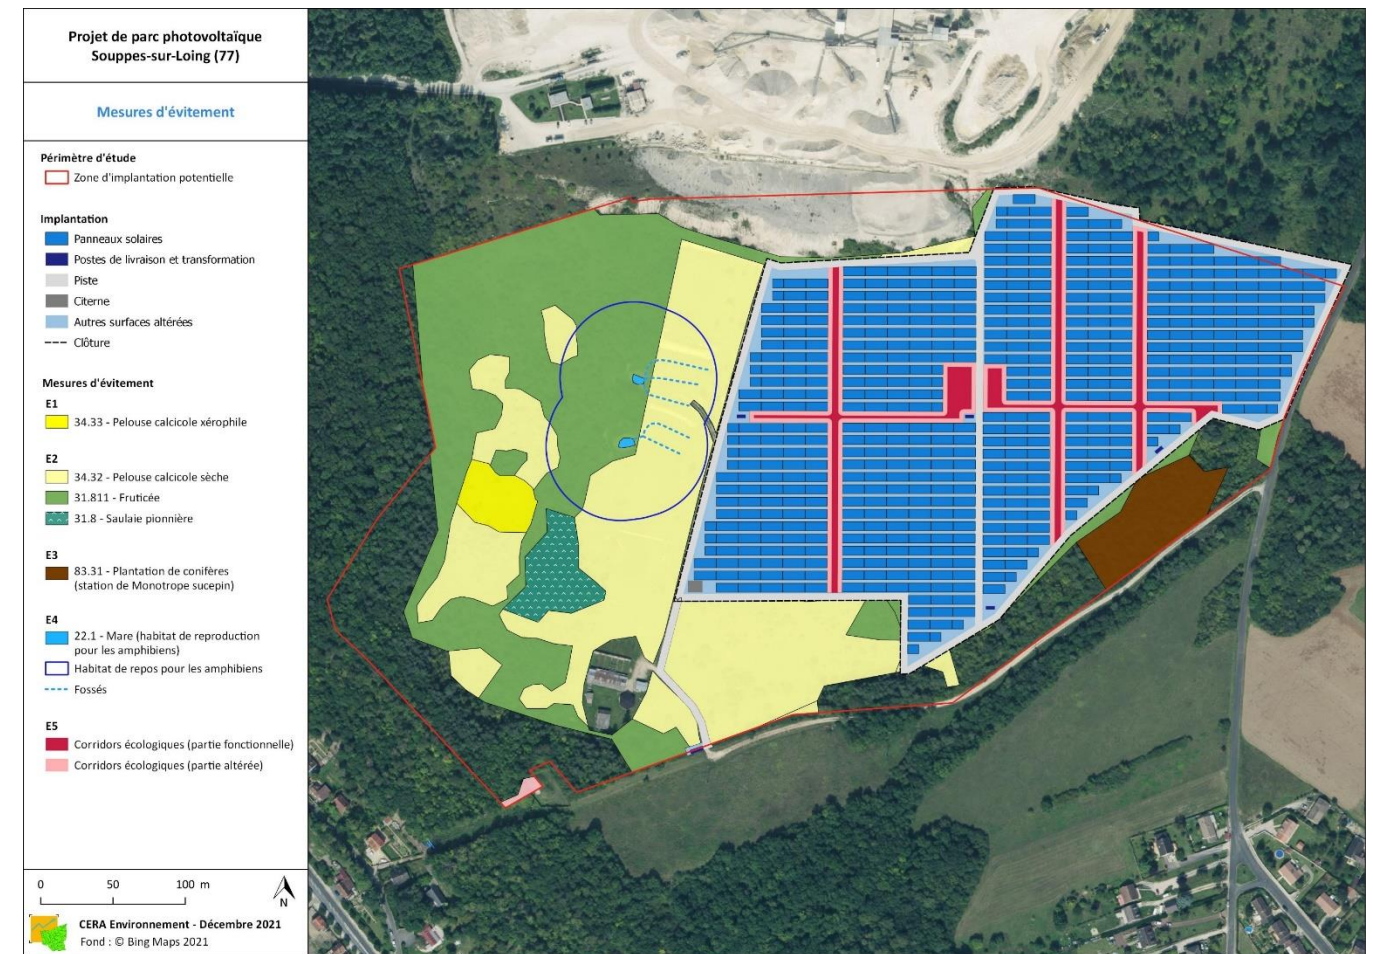 Projet de parc photovoltaïque
Souppes-sur-Loing (77)
Mesures d'évitement
Périmètre d'étude
Zone d'implantation potentielle
Implantation
Panneaux solaires
Postes de livraison et transformation
Piste
Citerne
Autres surfaces altérées
Clôture
Mesures d'évitement
E1
34.33 - Pelouse calcicole xérophile
E2
34.32 - Pelouse calcicole sèche
31.811 - Fruticée
31.8 - Saulaie pionnière
E3
83.31 - Plantation de conifères
(station de Monotrope sucepin)
E4
22.1 - Mare (habitat de reproduction
pour les amphibiens)
Habitat de repos pour les amphibiens
Fossés
E5
Corridors écologiques (partie fonctionnelle)
Corridors écologiques (partie altérée)
0 50 100 m
N
CERA Environnement - Décembre 2021
Fond : © Bing Maps 2021